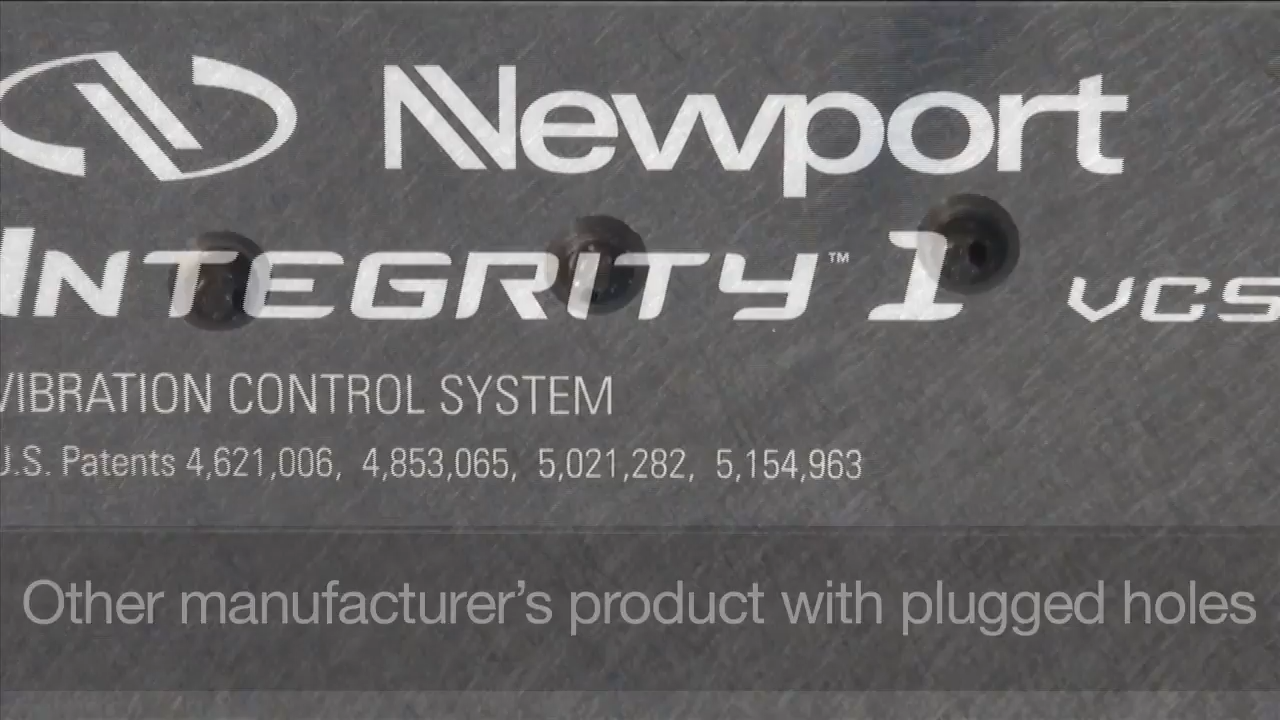 Newport
INTEGRITY™ 1 VCS
VIBRATION CONTROL SYSTEM
U.S. Patents 4,621,006, 4,853,065, 5,021,282, 5,154,963
Other manufacturer's product with plugged holes